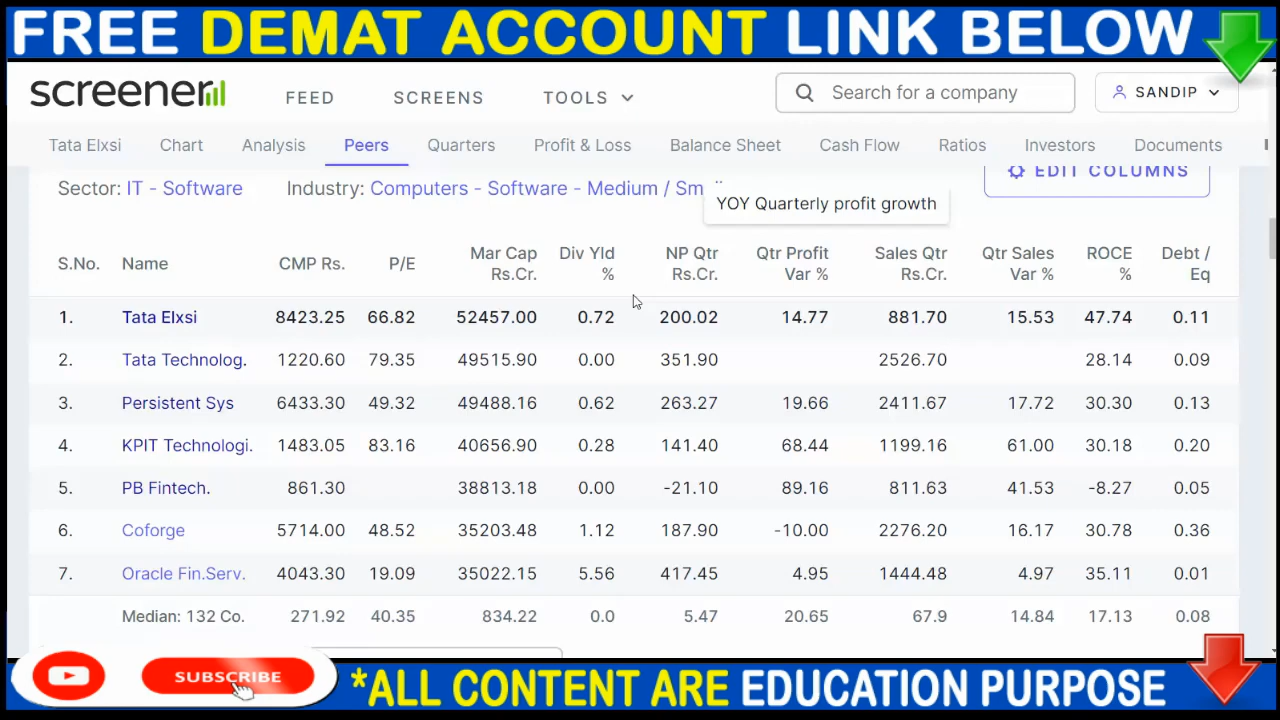 FREE DEMAT ACCOUNT LINK BELOW
screener FEED SCREENS TOOLS Search for a company SANDIP
Tata Elxsi Chart Analysis Peers Quarters Profit & Loss Balance Sheet Cash Flow Ratios Investors Documents
Sector: IT - Software Industry: Computers - Software - Medium / Sm EDIT COLUMNS
YOY Quarterly profit growth
S.No. Name CMP Rs. P/E Mar Cap Rs.Cr. Div Yld % NP Qtr Rs.Cr. Qtr Profit Var % Sales Qtr Rs.Cr. Qtr Sales Var % ROCE % Debt / Eq
1. Tata Elxsi 8423.25 66.82 52457.00 0.72 200.02 14.77 881.70 15.53 47.74 0.11
2. Tata Technolog. 1220.60 79.35 49515.90 0.00 351.90 2526.70 28.14 0.09
3. Persistent Sys 6433.30 49.32 49488.16 0.62 263.27 19.66 2411.67 17.72 30.30 0.13
4. KPIT Technologi. 1483.05 83.16 40656.90 0.28 141.40 68.44 1199.16 61.00 30.18 0.20
5. PB Fintech. 861.30 38813.18 0.00 -21.10 89.16 811.63 41.53 -8.27 0.05
6. Coforge 5714.00 48.52 35203.48 1.12 187.90 -10.00 2276.20 16.17 30.78 0.36
7. Oracle Fin.Serv. 4043.30 19.09 35022.15 5.56 417.45 4.95 1444.48 4.97 35.11 0.01
Median: 132 Co. 271.92 40.35 834.22 0.0 5.47 20.65 67.9 14.84 17.13 0.08
SUBSCRIBE
*ALL CONTENT ARE EDUCATION PURPOSE